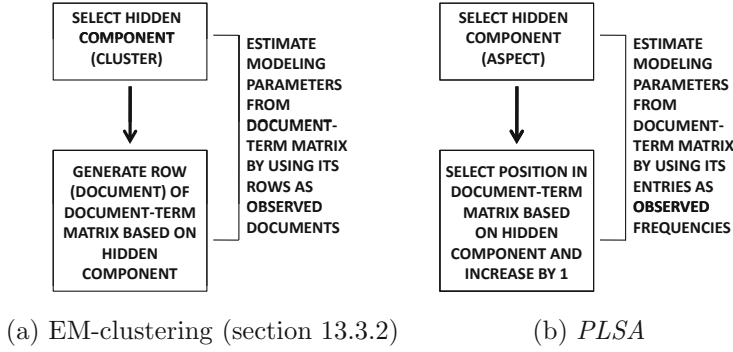 SELECT HIDDEN
COMPONENT
(CLUSTER)
GENERATE ROW
(DOCUMENT) OF
DOCUMENT-TERM
MATRIX BASED ON
HIDDEN
COMPONENT
ESTIMATE
MODELING
PARAMETERS
FROM
DOCUMENT-
TERM MATRIX
BY USING ITS
ROWS AS
OBSERVED
DOCUMENTS
(a) EM-clustering (section 13.3.2)
SELECT HIDDEN
COMPONENT
(ASPECT)
SELECT POSITION IN
DOCUMENT-TERM
MATRIX BASED
ON HIDDEN
COMPONENT AND
INCREASE BY 1
ESTIMATE
MODELING
PARAMETERS
FROM
DOCUMENT-
TERM MATRIX
BY USING ITS
ENTRIES AS
OBSERVED
FREQUENCIES
(b) PLSA